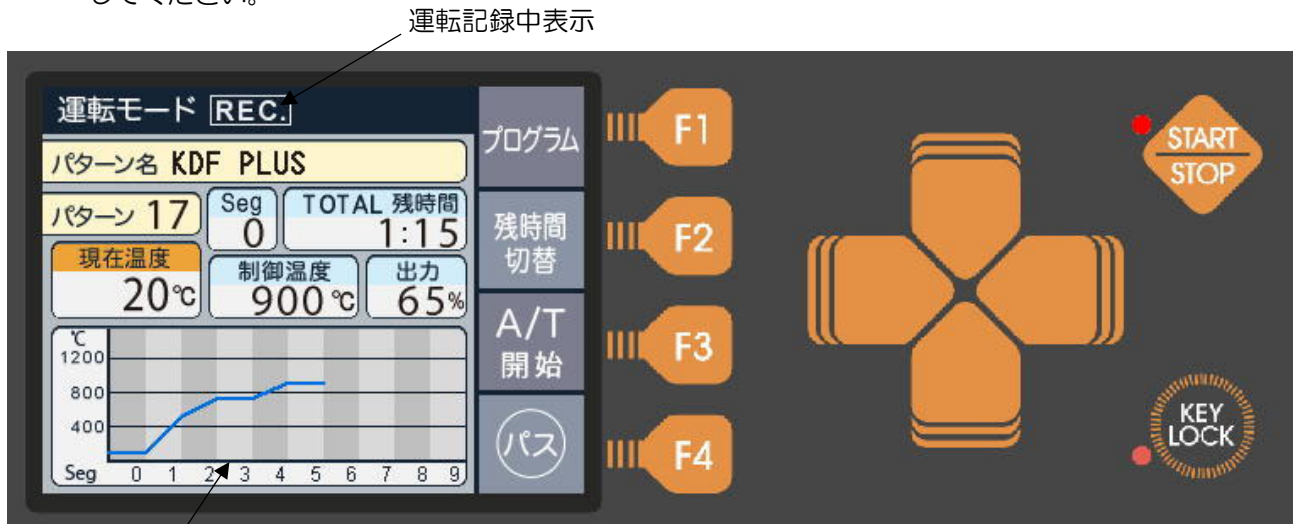 してください。
運転記録中表示
運転モード REC.
パターン名 KDF PLUS
パターン 17
Seg
0
TOTAL 残時間
1:15
現在温度
20℃
制御温度
900℃
出力
65%
℃
1200
800
400
Seg 0 1 2 3 4 5 6 7 8 9
プログラム
残時間
切替
A/T
開始
パス
F1
F2
F3
F4
START
STOP
KEY
LOCK